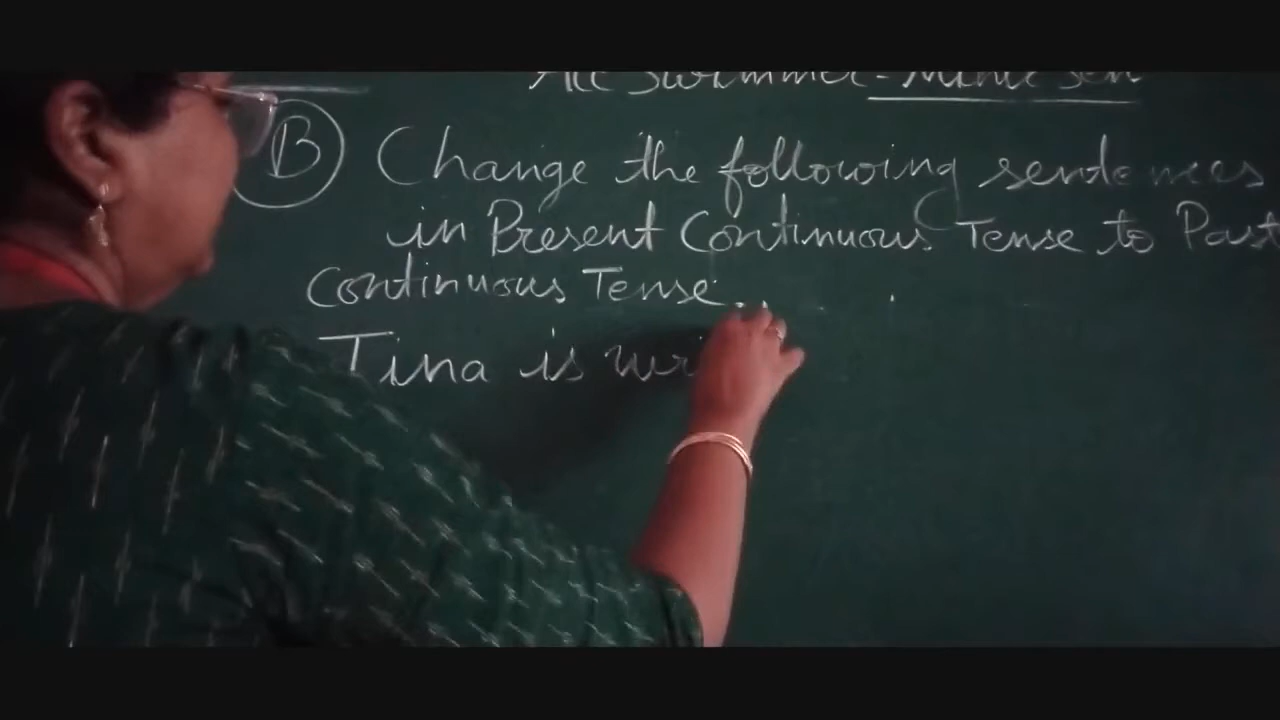 Ⓑ Change the following sentences
in Present Continuous Tense to Past
Continuous Tense.
Tina is wri